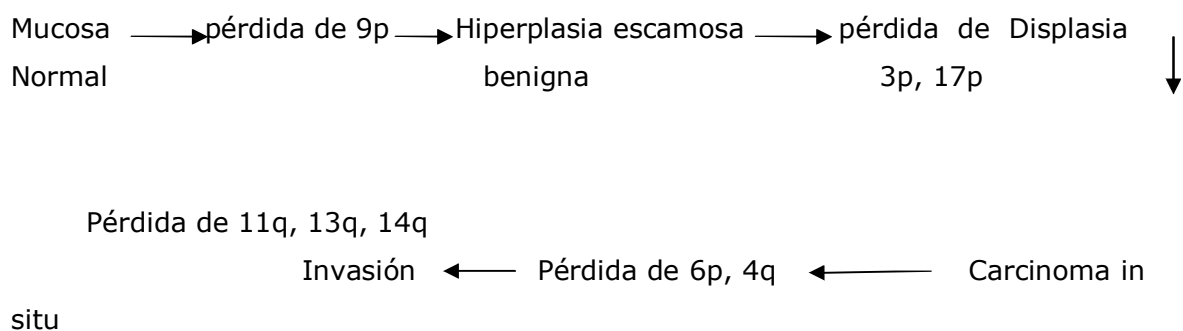 Mucosa pérdida de 9p Hiperplasia escamosa pérdida de Displasia
Normal benigna 3p, 17p
Pérdida de 11q, 13q, 14q
Invasión Pérdida de 6p, 4q Carcinoma in
situ